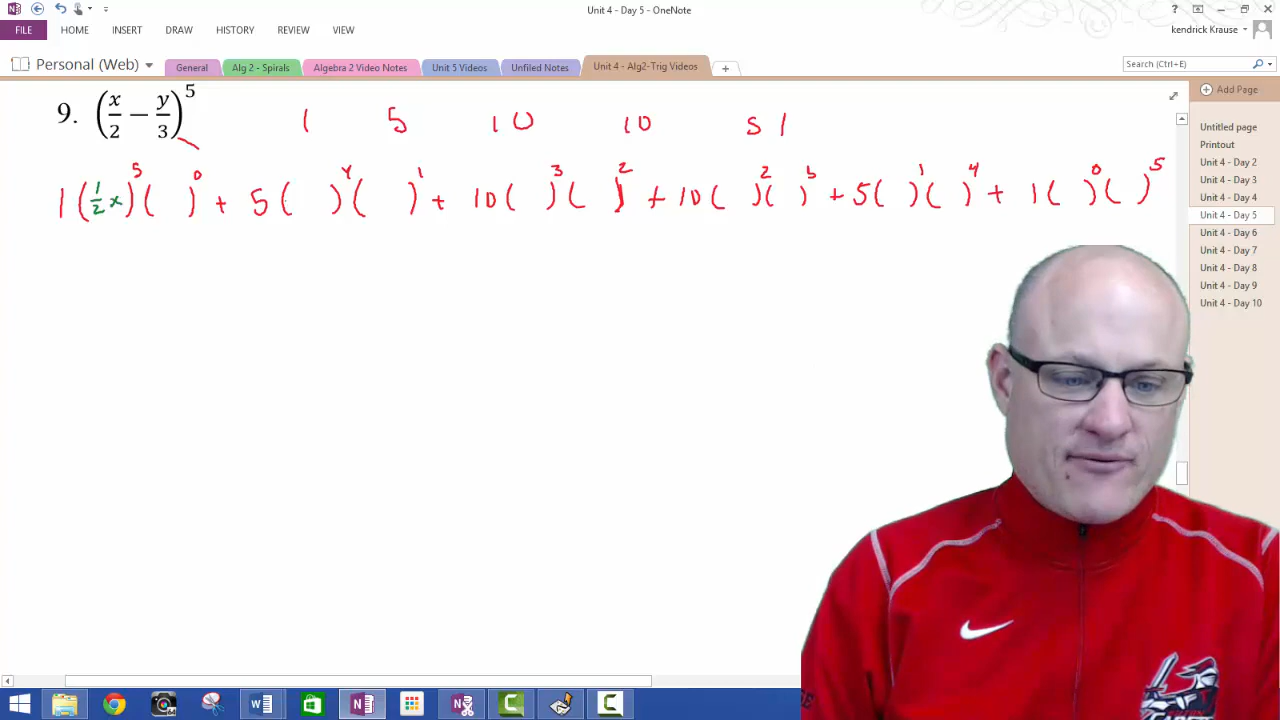 Unit 4 - Day 5 - OneNote
FILE HOME INSERT DRAW HISTORY REVIEW VIEW kendrick Krause
Personal (Web) General Alg 2 - Spirals Algebra 2 Video Notes Unit 5 Videos Unfiled Notes Unit 4 - Alg2-Trig Videos Search (Ctrl+E)
Add Page
Untitled page
Printout
Unit 4 - Day 2
Unit 4 - Day 3
Unit 4 - Day 4
Unit 4 - Day 5
Unit 4 - Day 6
Unit 4 - Day 7
Unit 4 - Day 8
Unit 4 - Day 9
Unit 4 - Day 10
9. (x/2 − y/3)^5 1 5 10 10 5 1
1(1/2 x)^5( )^0 + 5( )^4( )^1 + 10( )^3( )^2 + 10( )^2( )^3 + 5( )^1( )^4 + 1( )^0( )^5